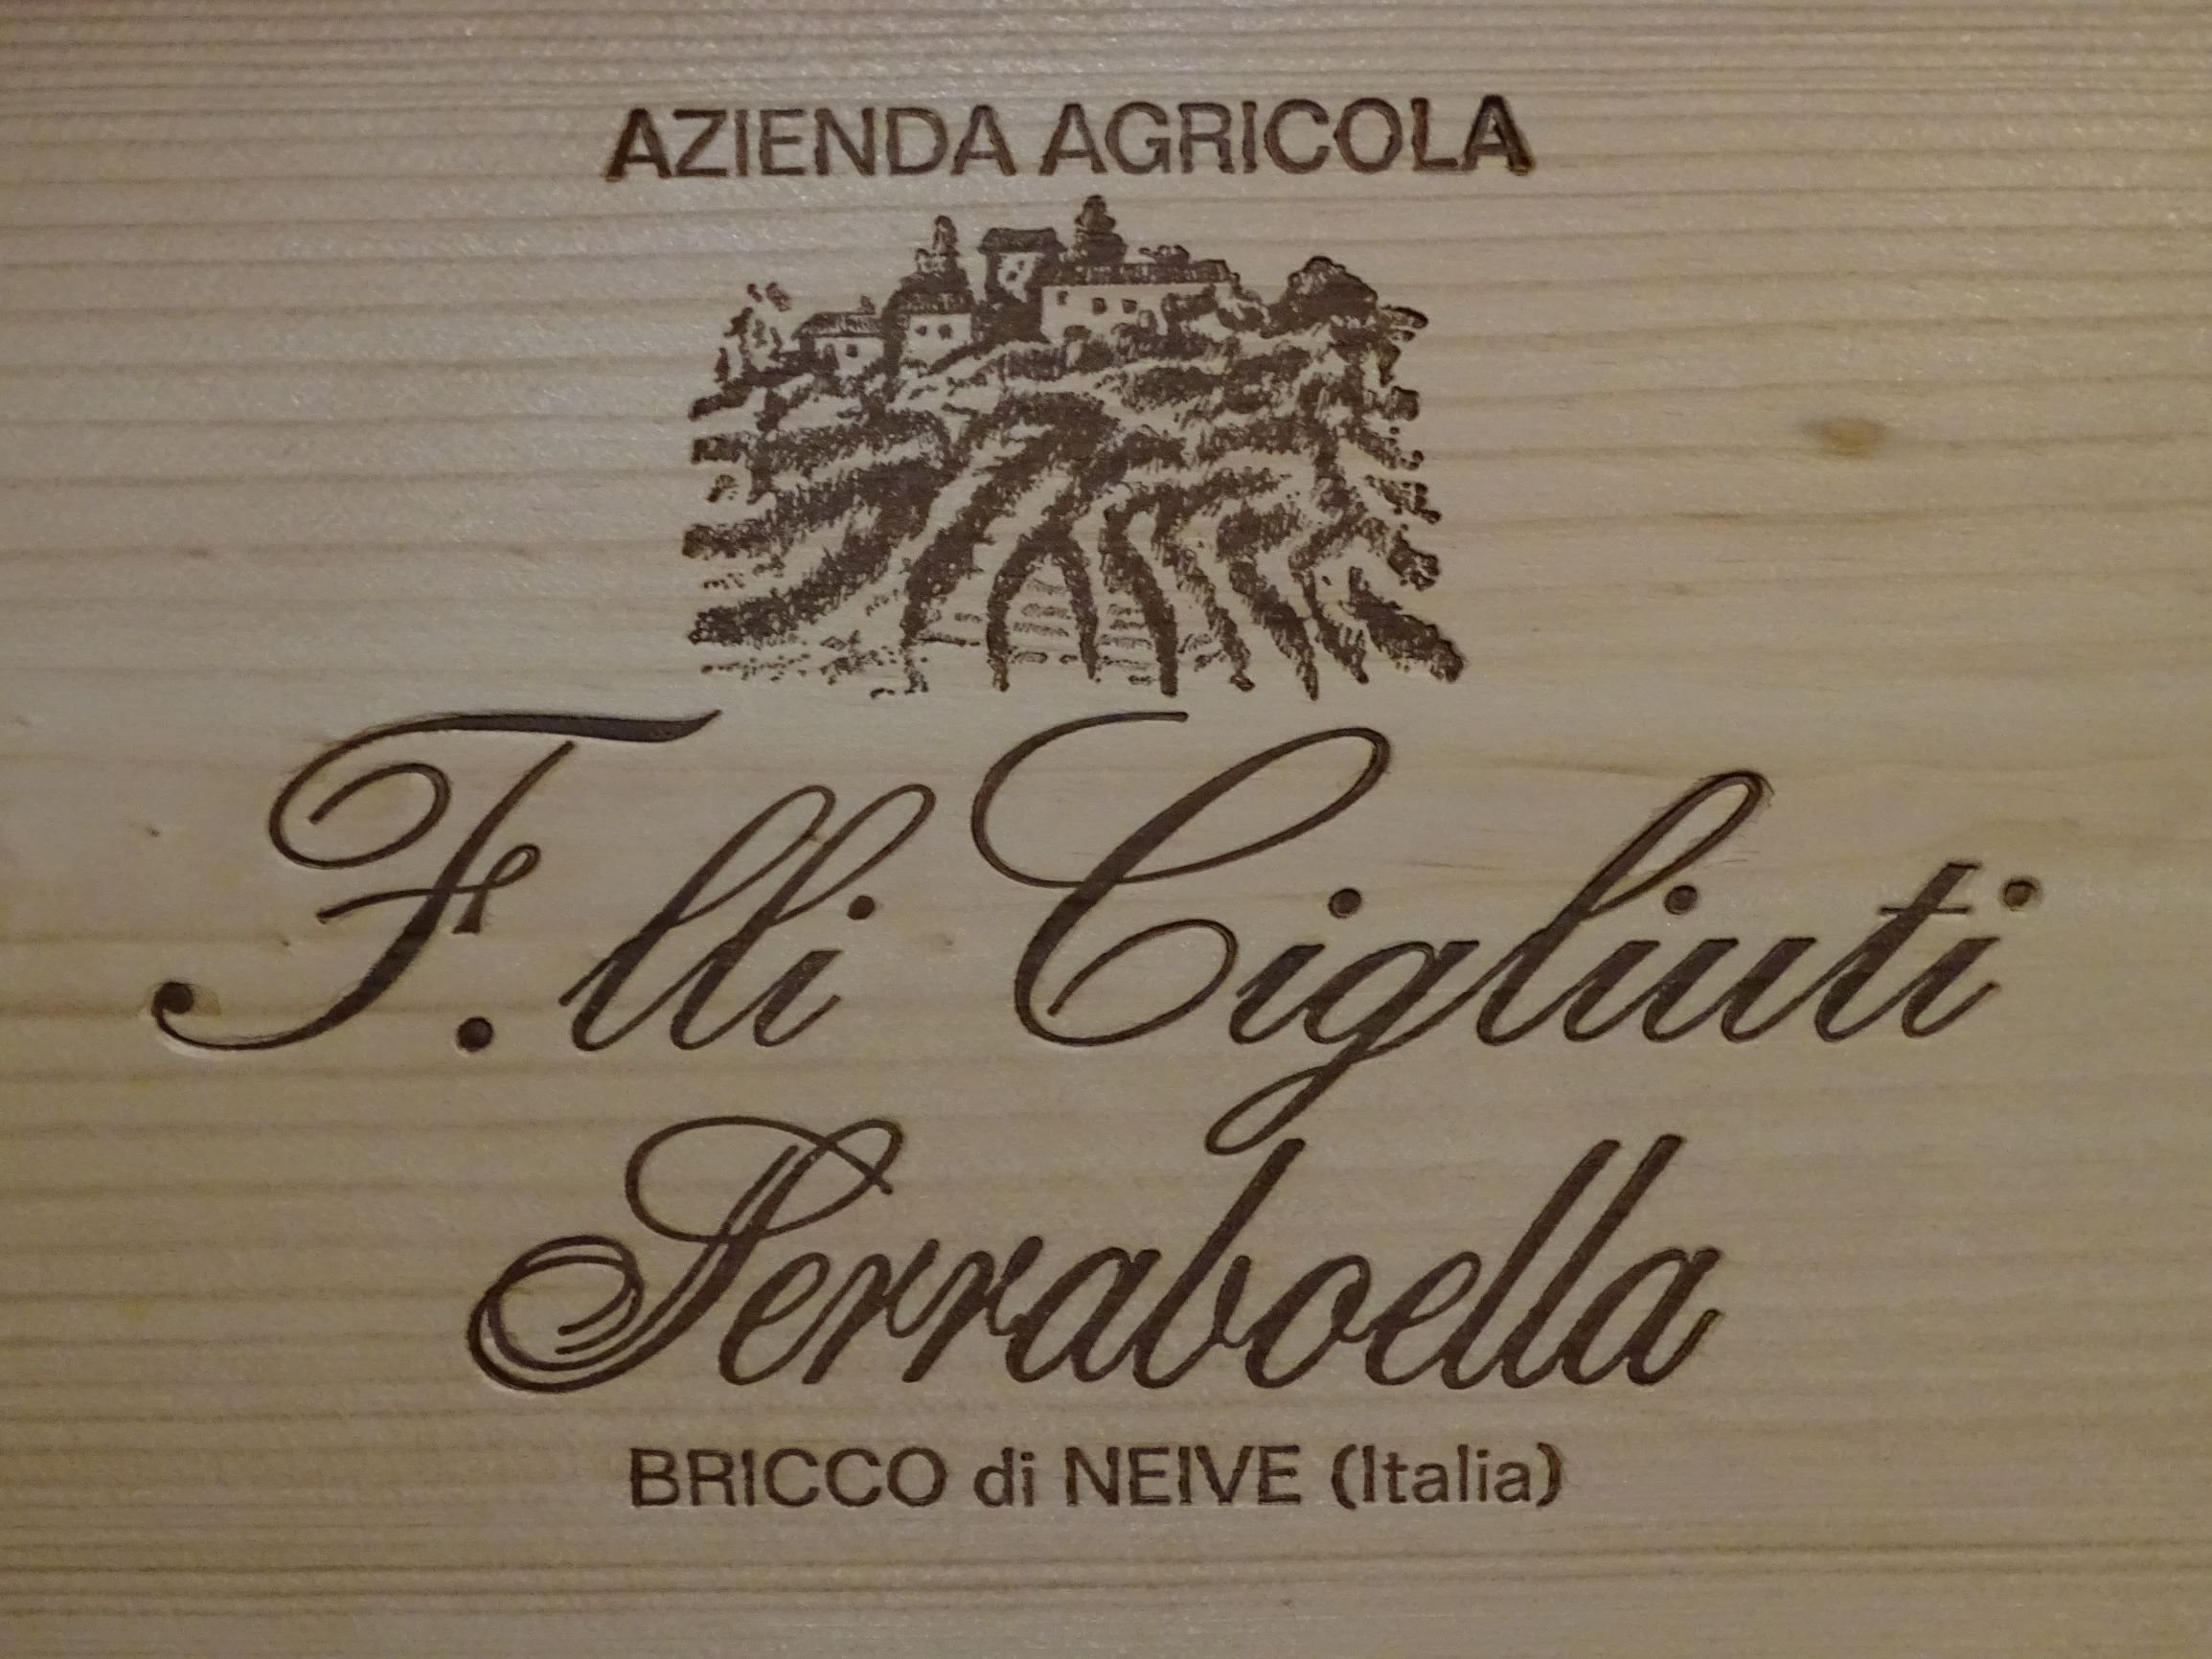 AZIENDA AGRICOLA
F.lli Cigliuti
Serraboella
BRICCO di NEIVE (Italia)